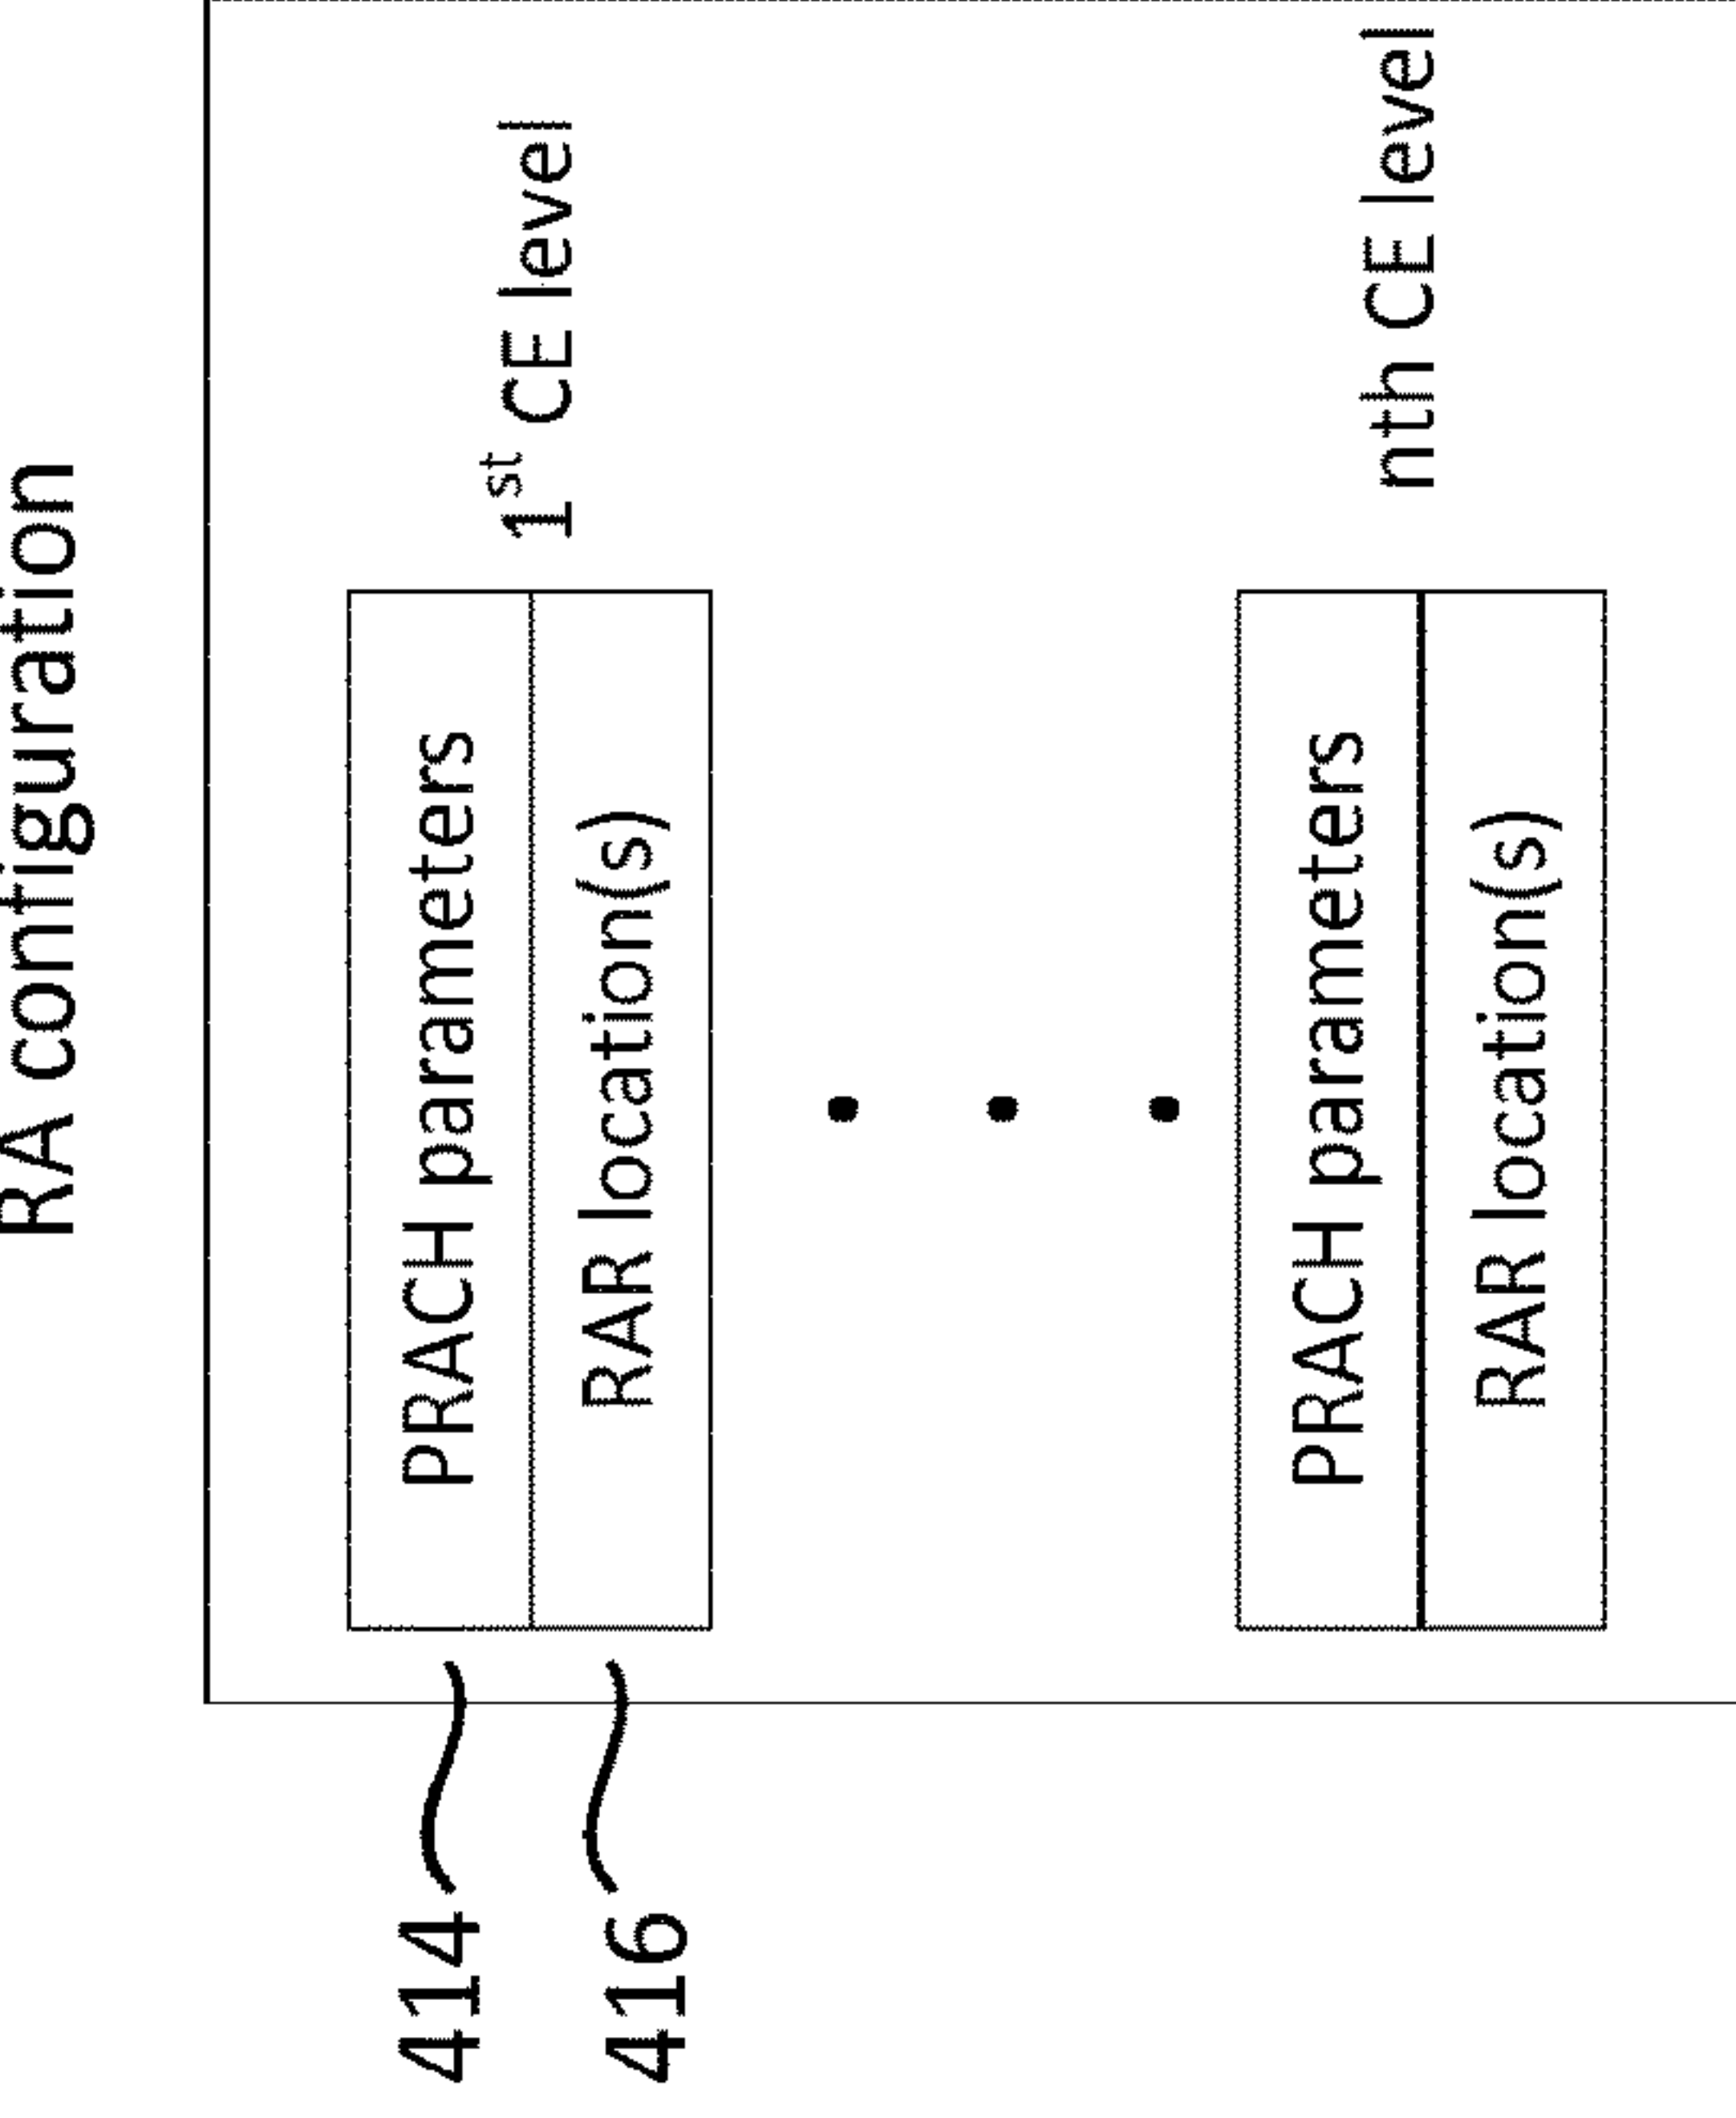 RA configuration
414
PRACH parameters
1st CE level
416
RAR location(s)
PRACH parameters
nth CE level
RAR location(s)